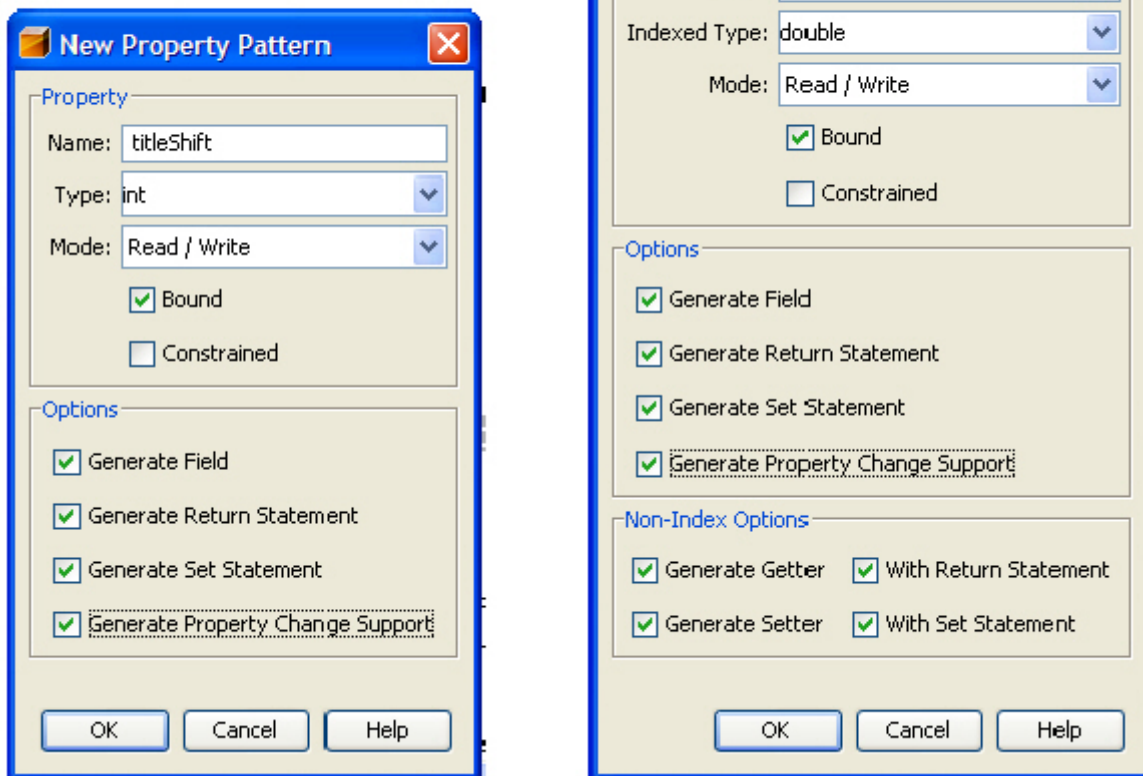 New Property Pattern
Property
Name: titleShift
Type: int
Mode: Read / Write
Bound
Constrained
Options
Generate Field
Generate Return Statement
Generate Set Statement
Generate Property Change Support
OK Cancel Help
Indexed Type: double
Mode: Read / Write
Bound
Constrained
Options
Generate Field
Generate Return Statement
Generate Set Statement
Generate Property Change Support
Non-Index Options
Generate Getter With Return Statement
Generate Setter With Set Statement
OK Cancel Help